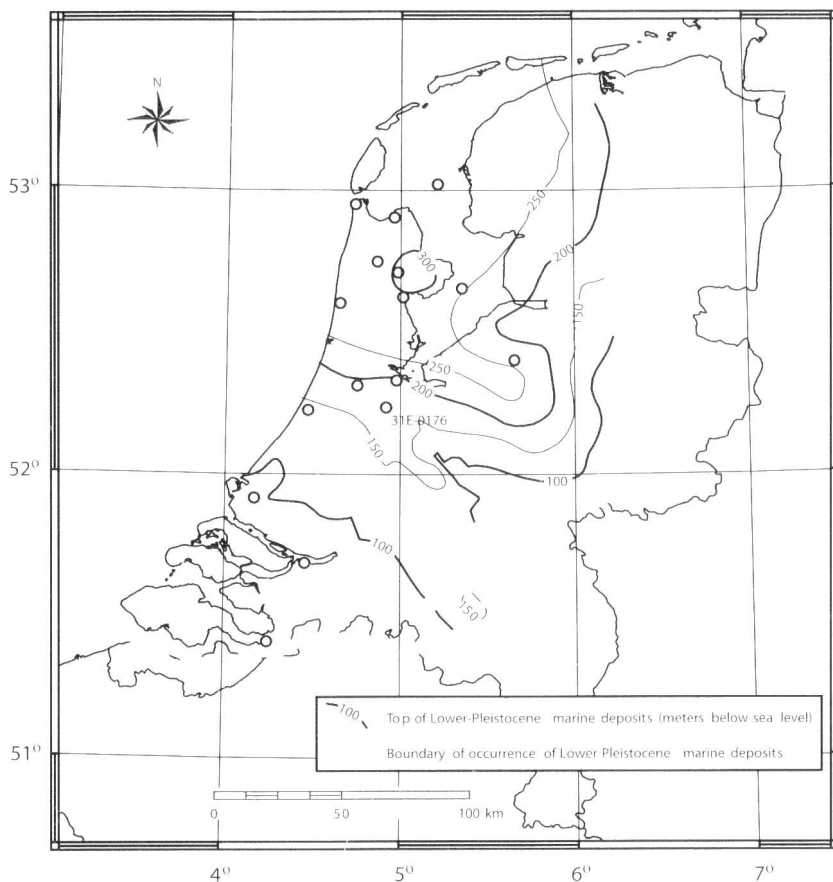 N
53°
52°
51°
250
200
300
150
250
200
31E-0176
150
100
100
150
100 Top of Lower-Pleistocene marine deposits (meters below sea level)
Boundary of occurrence of Lower Pleistocene marine deposits
0 50 100 km
4° 5° 6° 7°